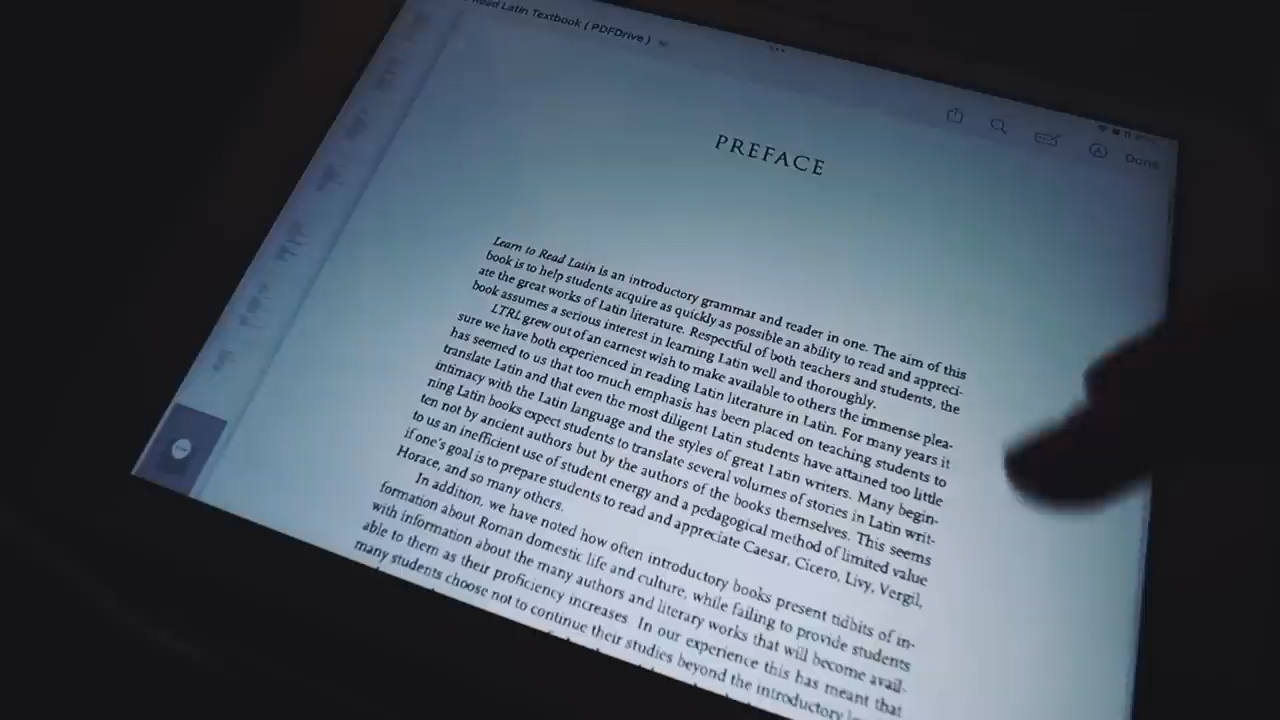 Read Latin Textbook ( PDFDrive )
Done
PREFACE
Learn to Read Latin is an introductory grammar and reader in one. The aim of this
book is to help students acquire as quickly as possible an ability to read and appreci-
ate the great works of Latin literature. Respectful of both teachers and students, the
book assumes a serious interest in learning Latin well and thoroughly.
LTRL grew out of an earnest wish to make available to others the immense plea-
sure we have both experienced in reading Latin literature in Latin. For many years it
has seemed to us that too much emphasis has been placed on teaching students to
translate Latin and that even the most diligent Latin students have attained too little
intimacy with the Latin language and the styles of great Latin writers. Many begin-
ning Latin books expect students to translate several volumes of stories in Latin writ-
ten not by ancient authors but by the authors of the books themselves. This seems
to us an inefficient use of student energy and a pedagogical method of limited value
if one's goal is to prepare students to read and appreciate Caesar, Cicero, Livy, Vergil,
Horace, and so many others.
In addition, we have noted how often introductory books present tidbits of in-
formation about Roman domestic life and culture, while failing to provide students
with information about the many authors and literary works that will become avail-
able to them as their proficiency increases. In our experience this has meant that
many students choose not to continue their studies beyond the introductory